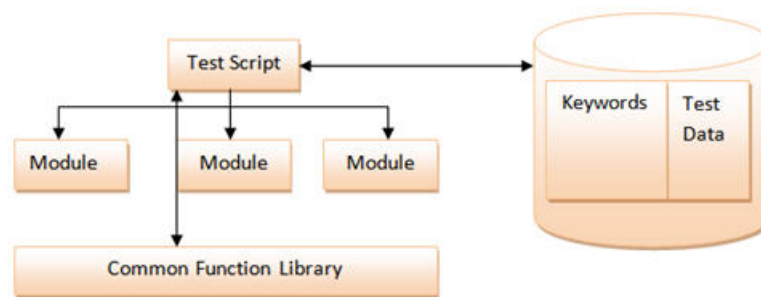 Test Script
Keywords
Test
Data
Module
Module
Module
Common Function Library